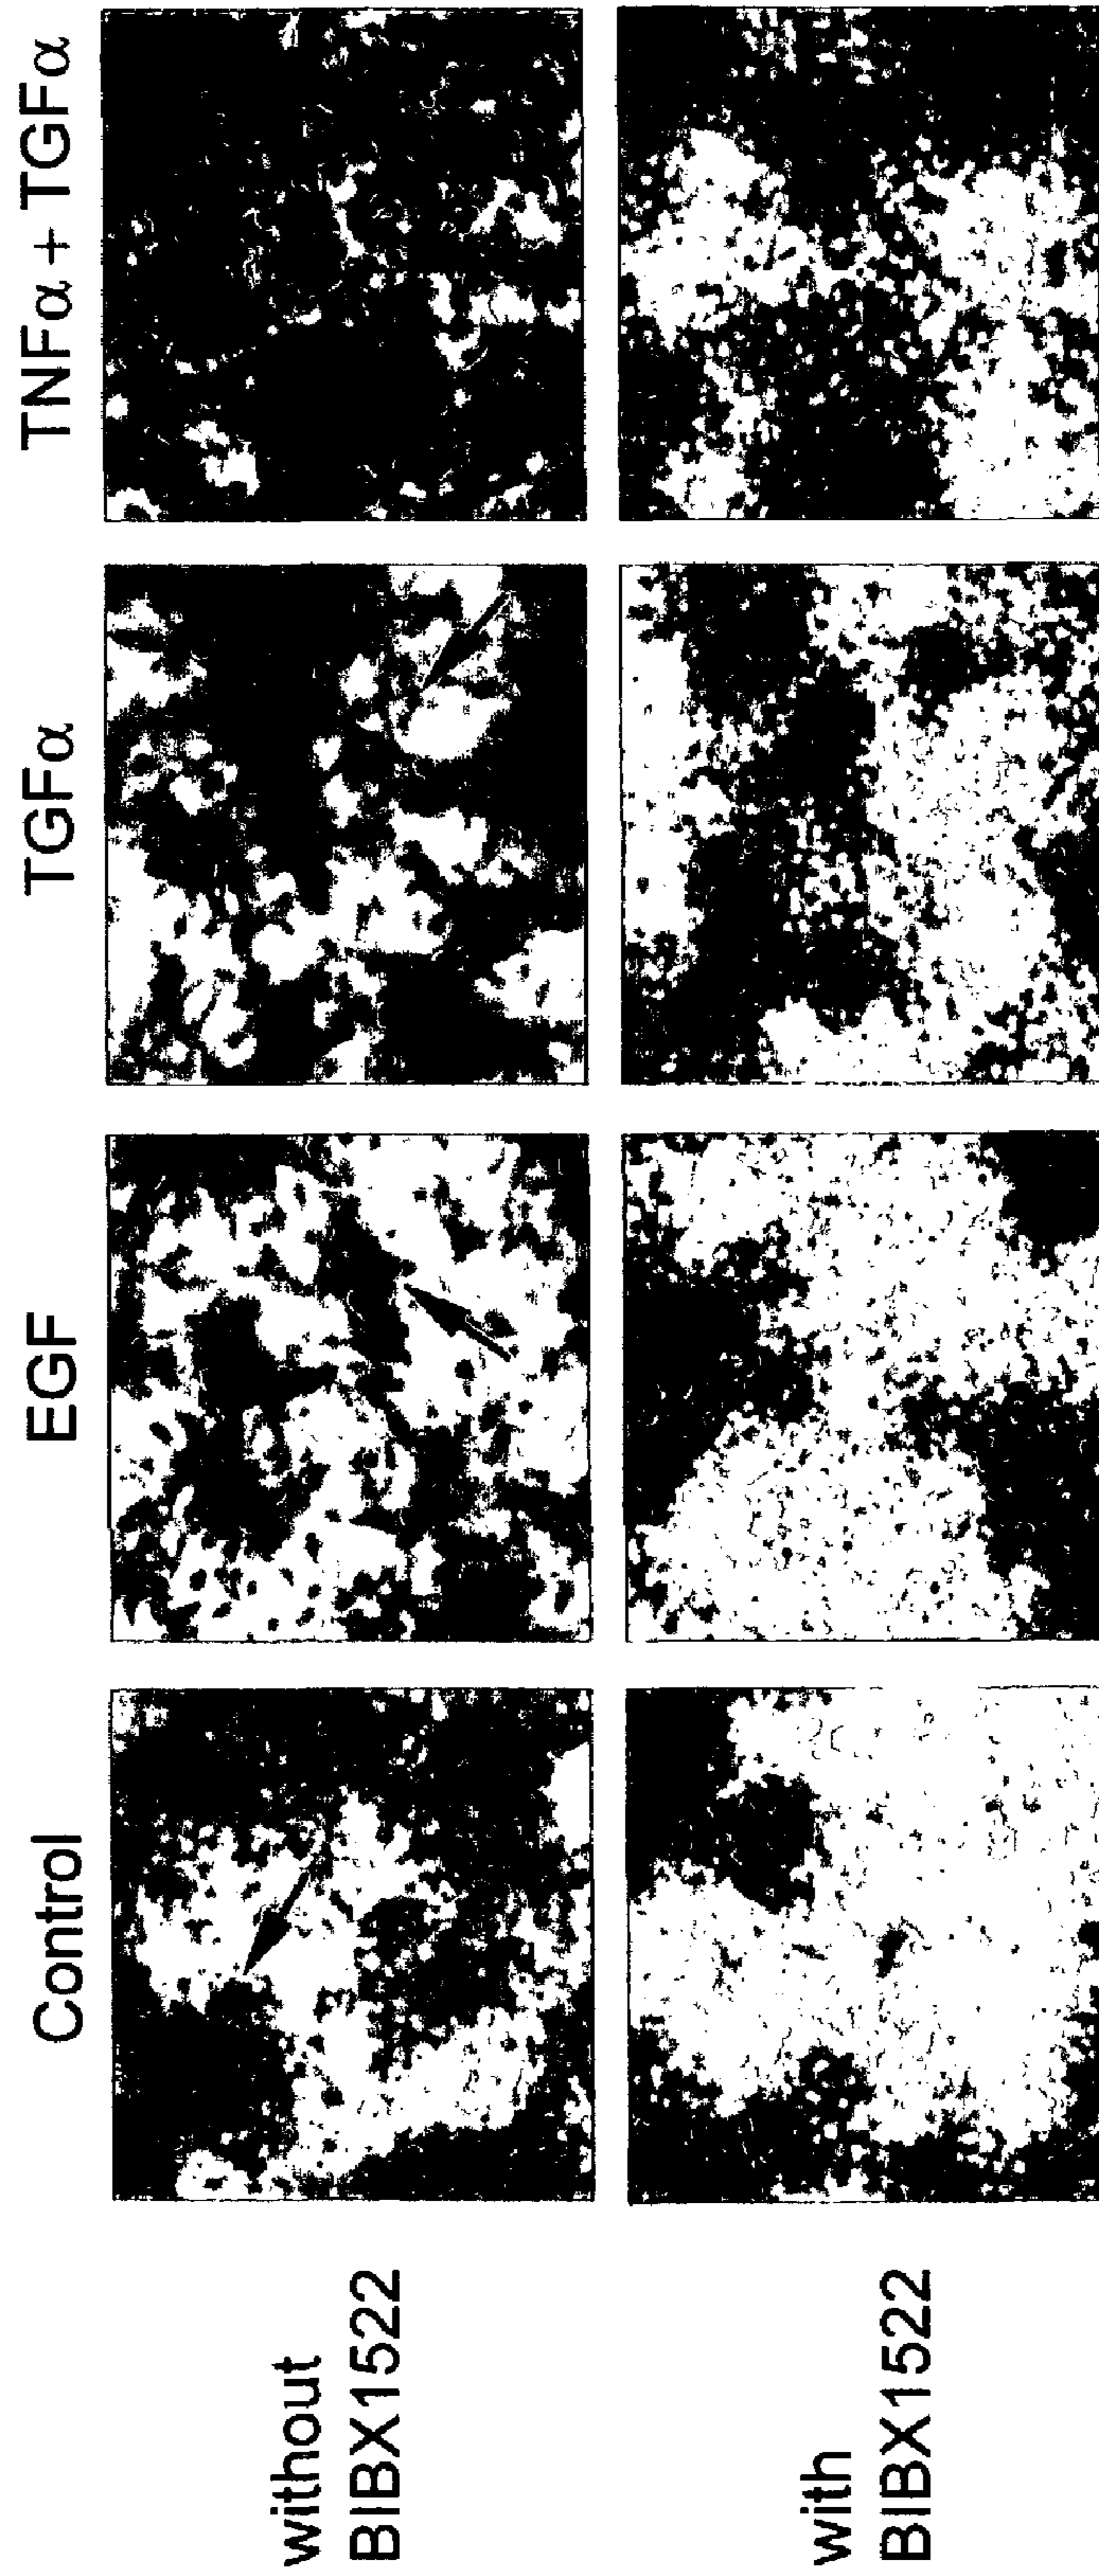 Control
EGF
TGFα
TNFα + TGFα
without
BIBX1522
with
BIBX1522